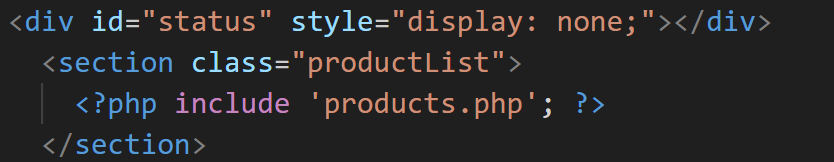 <div id="status" style="display: none;"></div>
<section class="productList">
<?php include 'products.php'; ?>
</section>